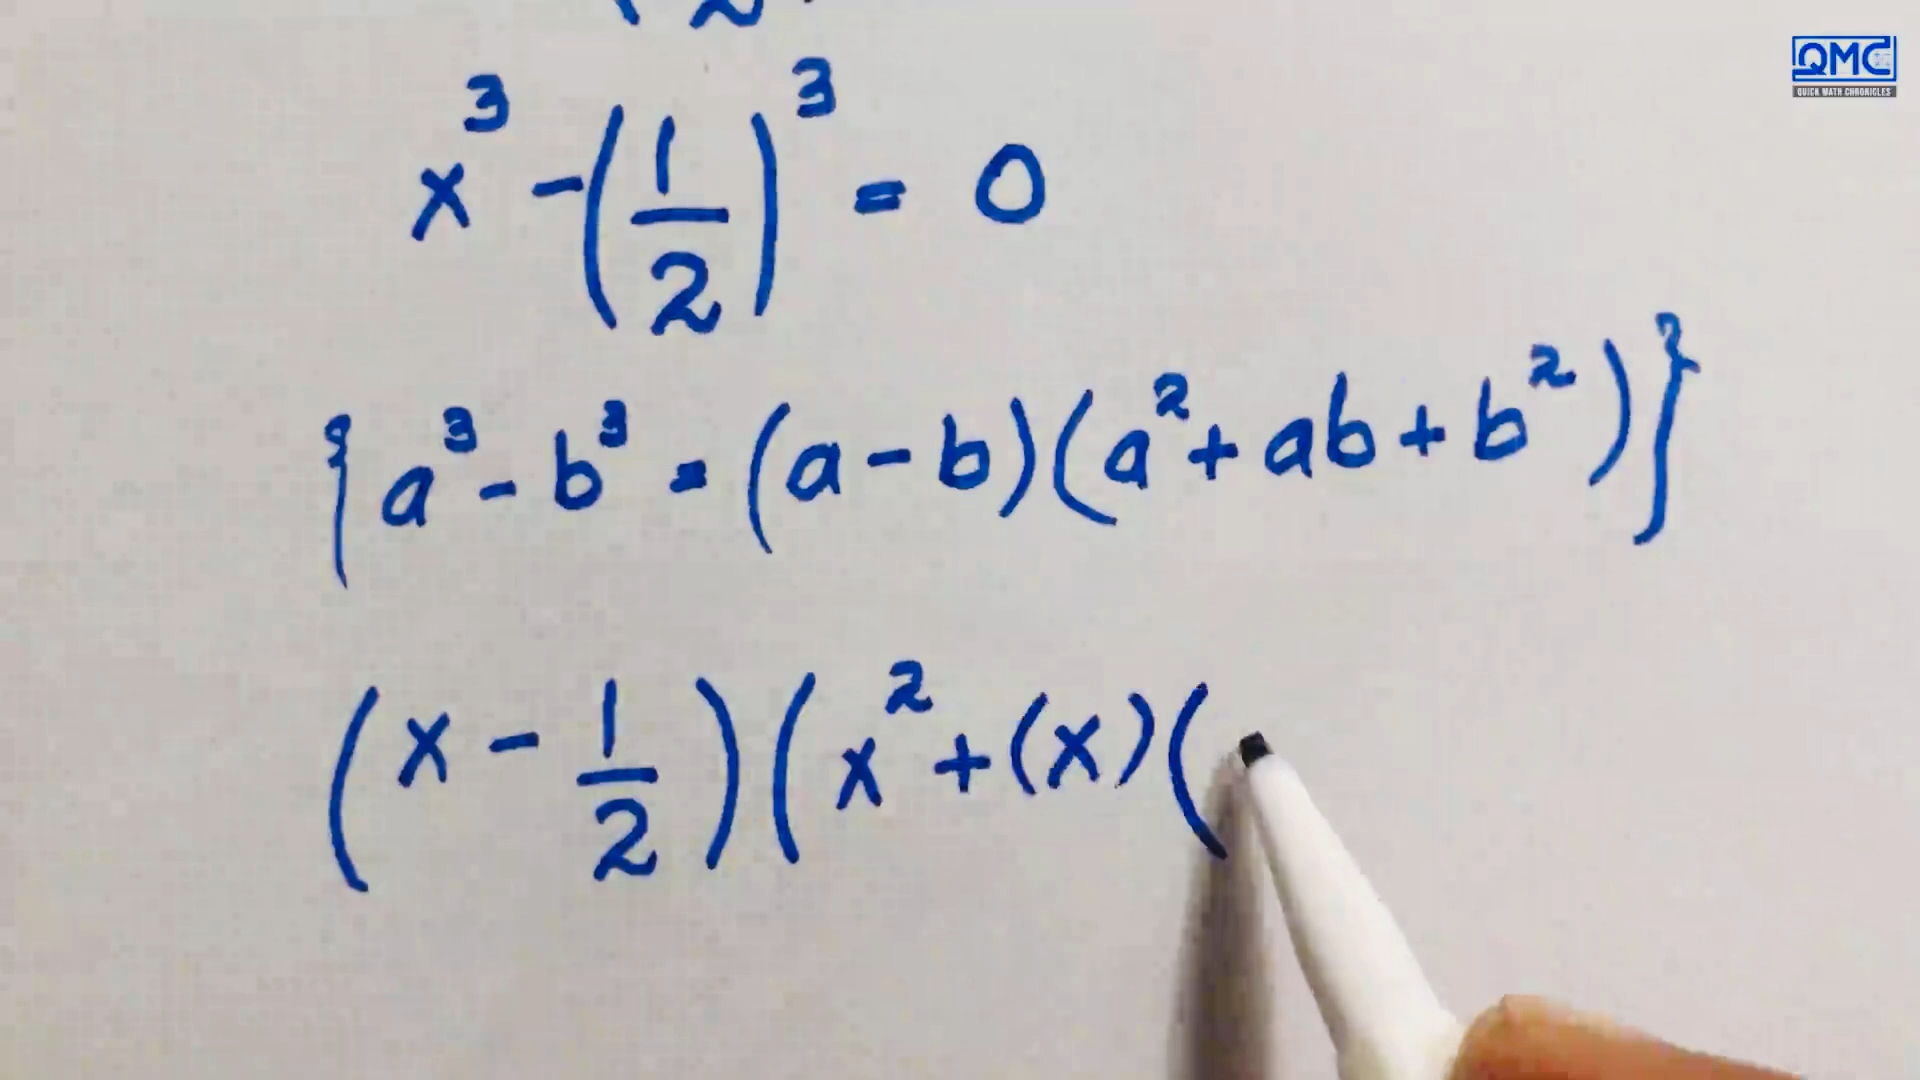 QMC
QUICK MATH CHRONICLES
x³ - (1/2)³ = 0
{a³ - b³ = (a - b)(a² + ab + b²)}
(x - 1/2)(x² + (x)(